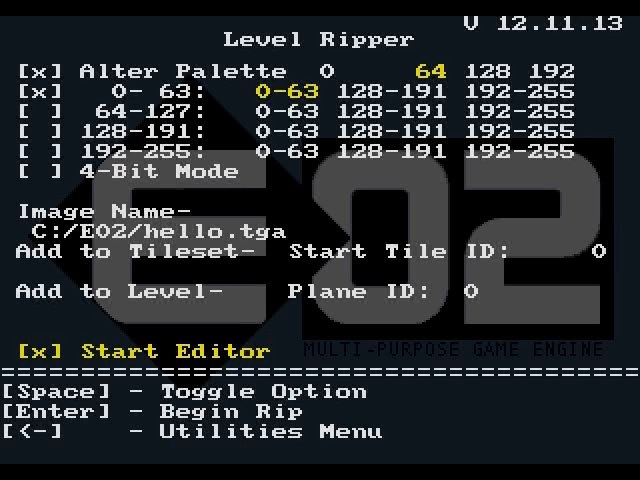 V 12.11.13
Level Ripper
[x] Alter Palette 0 64 128 192
[x] 0- 63: 0-63 128-191 192-255
[ ] 64-127: 0-63 128-191 192-255
[ ] 128-191: 0-63 128-191 192-255
[ ] 192-255: 0-63 128-191 192-255
[ ] 4-Bit Mode
Image Name-
C:/E02/hello.tga
Add to Tileset- Start Tile ID: 0
Add to Level- Plane ID: 0
E02
[x] Start Editor
MULTI-PURPOSE GAME ENGINE
========================================
[Space] - Toggle Option
[Enter] - Begin Rip
[<-] - Utilities Menu